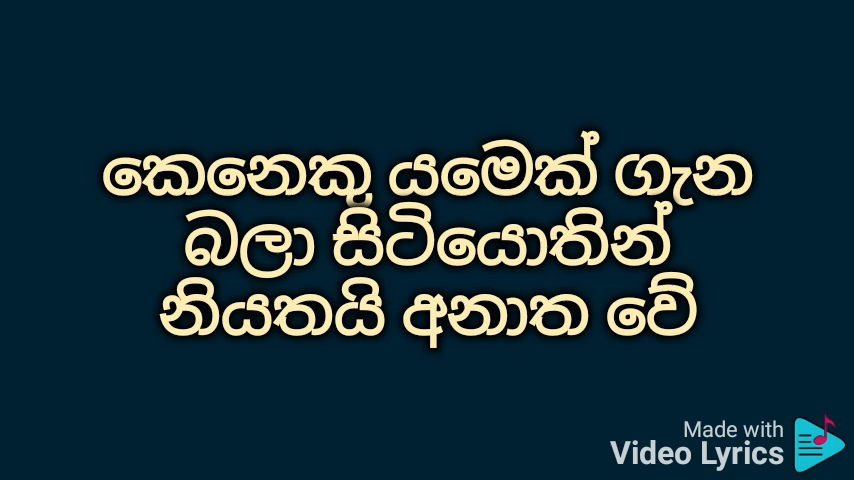 කෙනෙකු යමෙක් ගැන
බලා සිටියොතින්
නියතයි අනාත වේ
Made with
Video Lyrics